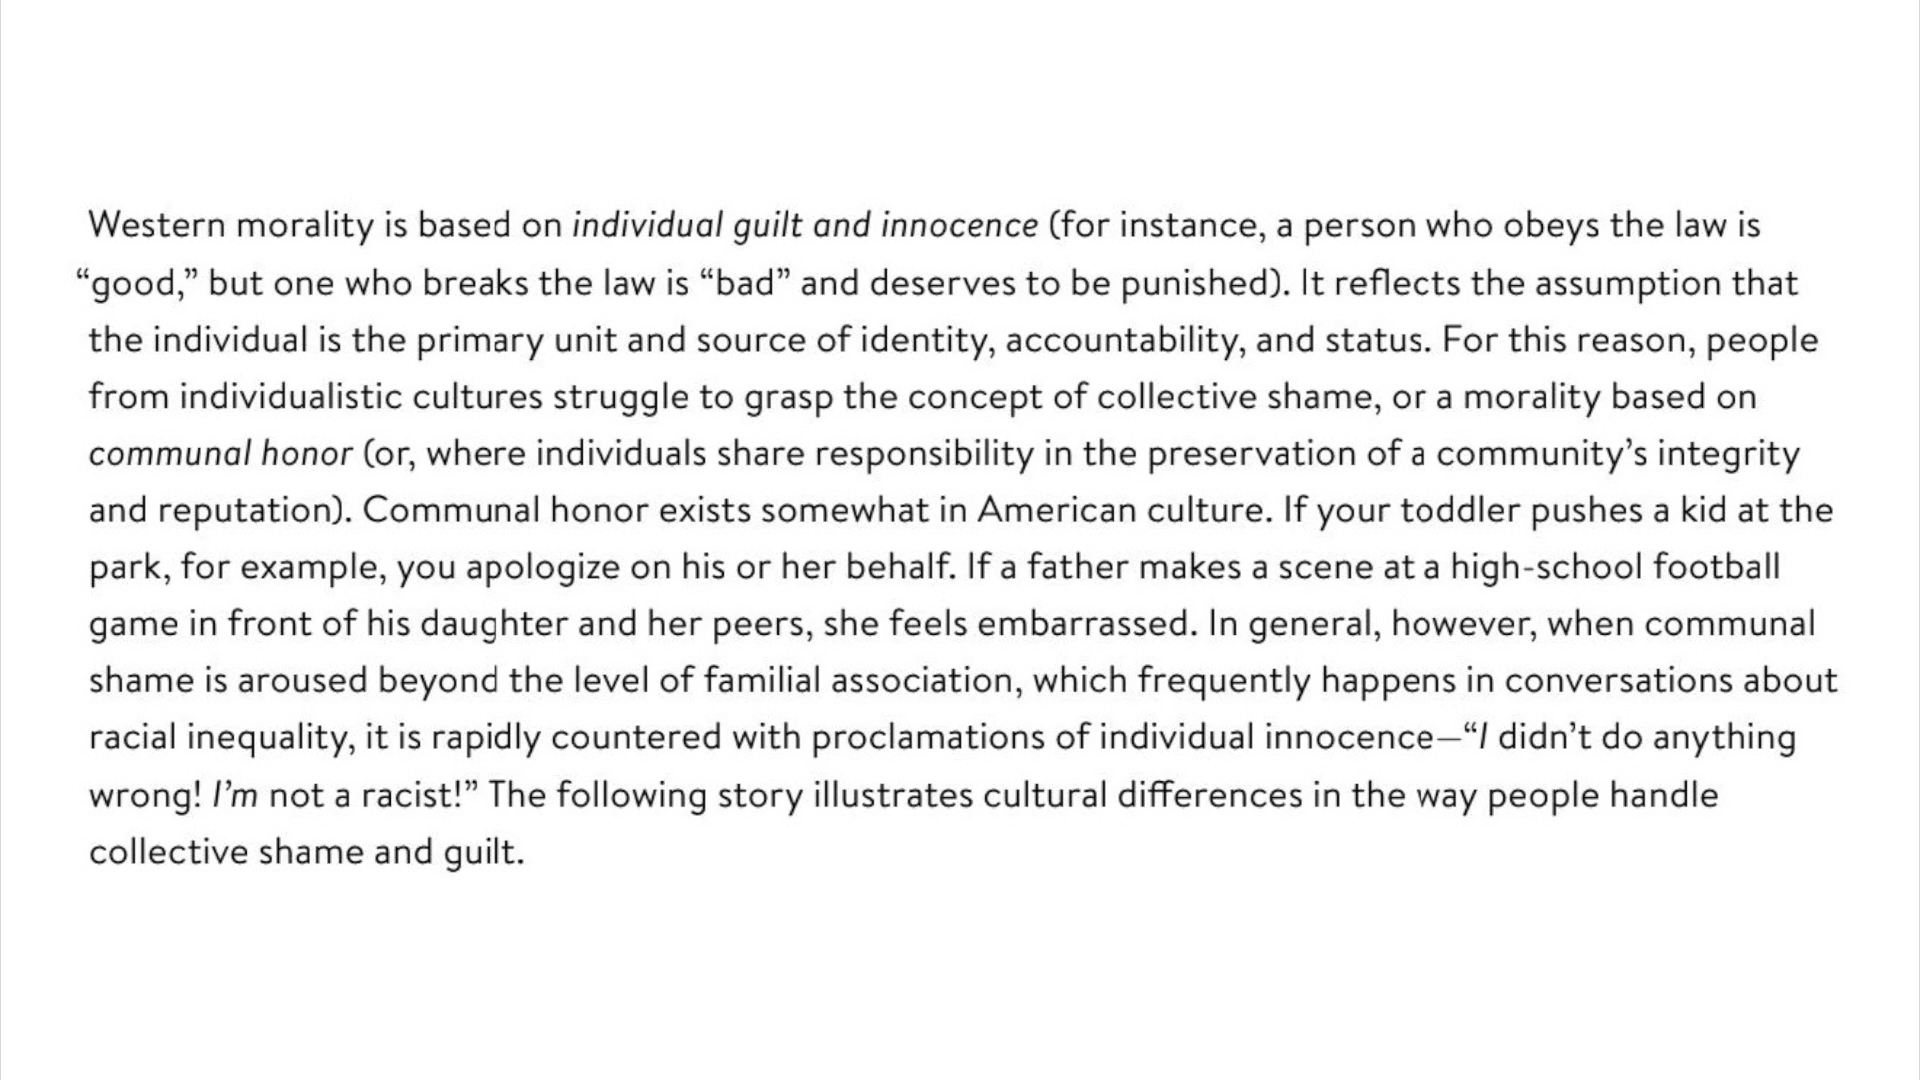 Western morality is based on individual guilt and innocence (for instance, a person who obeys the law is
“good,” but one who breaks the law is “bad” and deserves to be punished). It reflects the assumption that
the individual is the primary unit and source of identity, accountability, and status. For this reason, people
from individualistic cultures struggle to grasp the concept of collective shame, or a morality based on
communal honor (or, where individuals share responsibility in the preservation of a community’s integrity
and reputation). Communal honor exists somewhat in American culture. If your toddler pushes a kid at the
park, for example, you apologize on his or her behalf. If a father makes a scene at a high-school football
game in front of his daughter and her peers, she feels embarrassed. In general, however, when communal
shame is aroused beyond the level of familial association, which frequently happens in conversations about
racial inequality, it is rapidly countered with proclamations of individual innocence—“I didn’t do anything
wrong! I’m not a racist!” The following story illustrates cultural differences in the way people handle
collective shame and guilt.